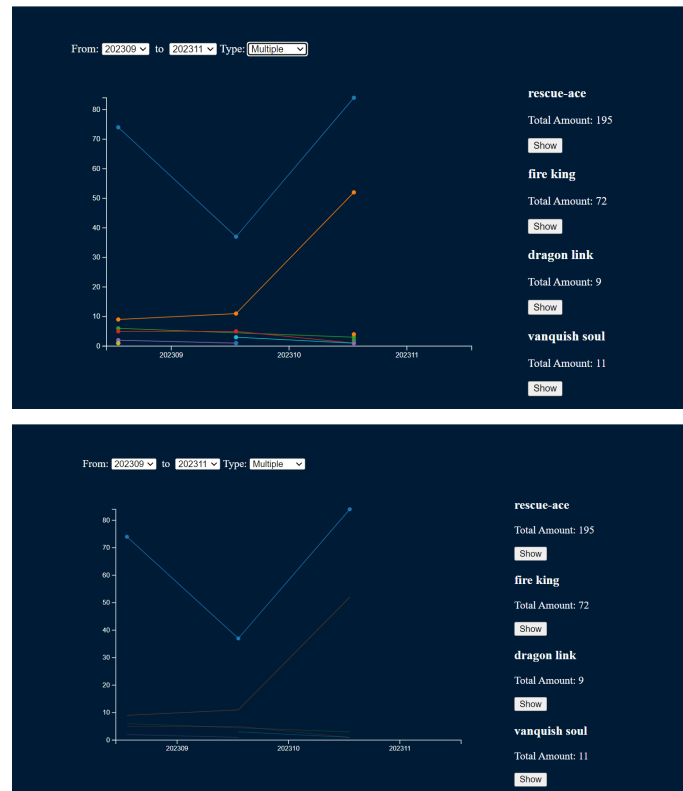 From: 202309 to 202311 Type: Multiple
rescue-ace
Total Amount: 195
Show
fire king
Total Amount: 72
Show
dragon link
Total Amount: 9
Show
vanquish soul
Total Amount: 11
Show
80
70
60
50
40
30
20
10
0
202309 202310 202311
From: 202309 to 202311 Type: Multiple
rescue-ace
Total Amount: 195
Show
fire king
Total Amount: 72
Show
dragon link
Total Amount: 9
Show
vanquish soul
Total Amount: 11
Show
80
70
60
50
40
30
20
10
0
202309 202310 202311